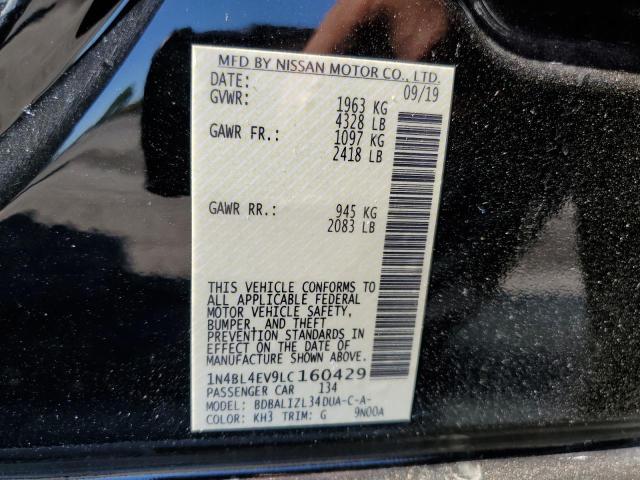 MFD BY NISSAN MOTOR CO., LTD.
DATE: 09/19
GVWR: 1963 KG
4328 LB
GAWR FR.: 1097 KG
2418 LB
GAWR RR.: 945 KG
2083 LB
THIS VEHICLE CONFORMS TO
ALL APPLICABLE FEDERAL
MOTOR VEHICLE SAFETY,
BUMPER, AND THEFT
PREVENTION STANDARDS IN
EFFECT ON THE DATE OF
MANUFACTURE SHOWN ABOVE.
1N4BL4EV9LC160429
PASSENGER CAR 134
MODEL: BDBALIZL34DUA-C-A-
COLOR: KH3 TRIM: G 9N00A